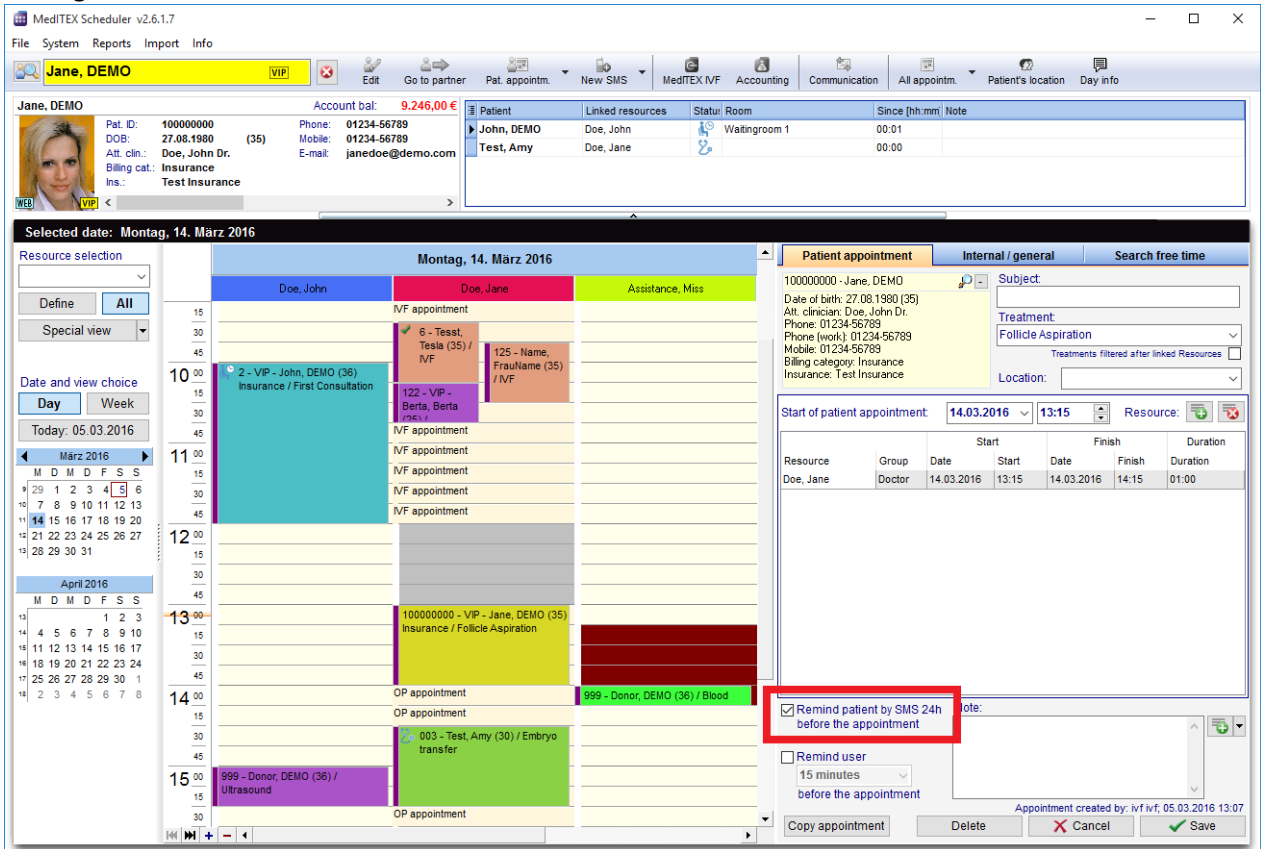 MedITEX Scheduler v2.6.1.7
File System Reports Import Info
Jane, DEMO VIP
Edit Go to partner Pat. appointm. New SMS MedITEX IVF Accounting Communication All appointm. Patient's location Day info
Jane, DEMO Account bal: 9.246,00 €
Pat. ID: 100000000 Phone: 01234-56789
DOB: 27.08.1980 (35) Mobile: 01234-56789
Att. clin.: Doe, John Dr. E-mail: janedoe@demo.com
Billing cat.: Insurance
Ins.: Test Insurance
WEB VIP
Patient Linked resources Statu Room Since [hh:mm] Note
John, DEMO Doe, John Waitingroom 1 00:01
Test, Amy Doe, Jane 00:00
Selected date: Montag, 14. März 2016
Resource selection
Define All
Special view
Date and view choice
Day Week
Today: 05.03.2016
März 2016
M D M D F S S
9 29 1 2 3 4 5 6
10 7 8 9 10 11 12 13
11 14 15 16 17 18 19 20
12 21 22 23 24 25 26 27
13 28 29 30 31
April 2016
M D M D F S S
13 1 2 3
14 4 5 6 7 8 9 10
15 11 12 13 14 15 16 17
16 18 19 20 21 22 23 24
17 25 26 27 28 29 30 1
18 2 3 4 5 6 7 8
Montag, 14. März 2016
Doe, John Doe, Jane Assistance, Miss
15
30
45
10 00
15
30
45
11 00
15
30
45
12 00
15
30
45
13 00
15
30
45
14 00
15
30
45
15 00
15
30
2 - VIP - John, DEMO (36)
Insurance / First Consultation
999 - Donor, DEMO (36) /
Ultrasound
IVF appointment
6 - Tesst,
Tesla (35) /
IVF
125 - Name,
FrauName (35)
/ IVF
122 - VIP -
Berta, Berta
(25) /
IVF appointment
IVF appointment
IVF appointment
IVF appointment
IVF appointment
100000000 - VIP - Jane, DEMO (35)
Insurance / Follicle Aspiration
OP appointment
OP appointment
003 - Test, Amy (30) / Embryo
transfer
OP appointment
999 - Donor, DEMO (36) / Blood
Patient appointment Internal / general Search free time
100000000 - Jane, DEMO
Date of birth: 27.08.1980 (35)
Att. clinician: Doe, John Dr.
Phone: 01234-56789
Phone (work): 01234-56789
Mobile: 01234-56789
Billing category: Insurance
Insurance: Test Insurance
Subject:
Treatment:
Follicle Aspiration
Treatments filtered after linked Resources
Location:
Start of patient appointment: 14.03.2016 13:15 Resource:
Start Finish Duration
Resource Group Date Start Date Finish Duration
Doe, Jane Doctor 14.03.2016 13:15 14.03.2016 14:15 01:00
Remind patient by SMS 24h
before the appointment
Remind user
15 minutes
before the appointment
Appointment created by: ivf ivf; 05.03.2016 13:07
Copy appointment Delete Cancel Save